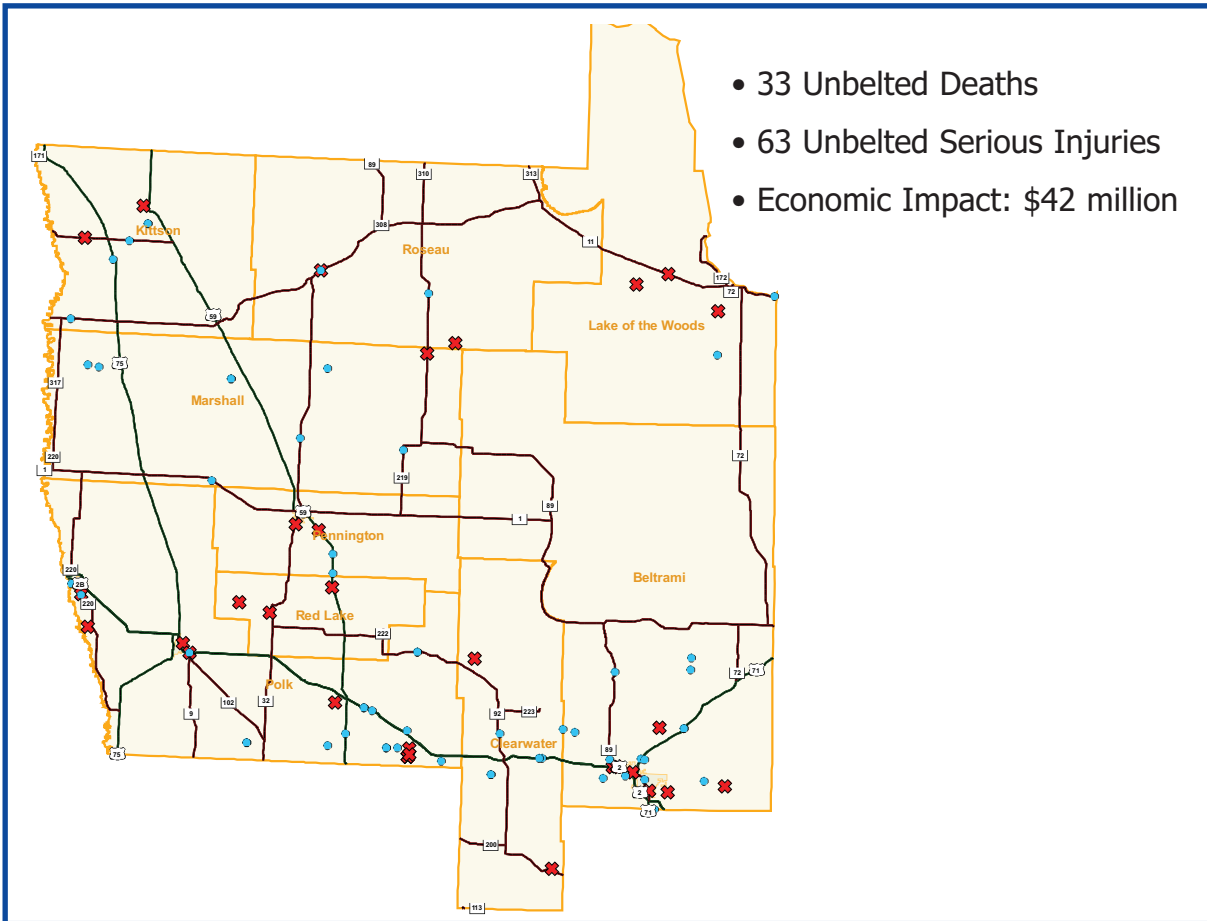 • 33 Unbelted Deaths
• 63 Unbelted Serious Injuries
• Economic Impact: $42 million
171
89
310
313
Kittson
308
11
Roseau
172
72
59
Lake of the Woods
75
317
Marshall
220
72
1
219
89
59
1
Pennington
220
2B
220
Beltrami
Red Lake
222
72
71
Polk
102
32
9
92
223
Clearwater
89
75
2
2
71
200
113